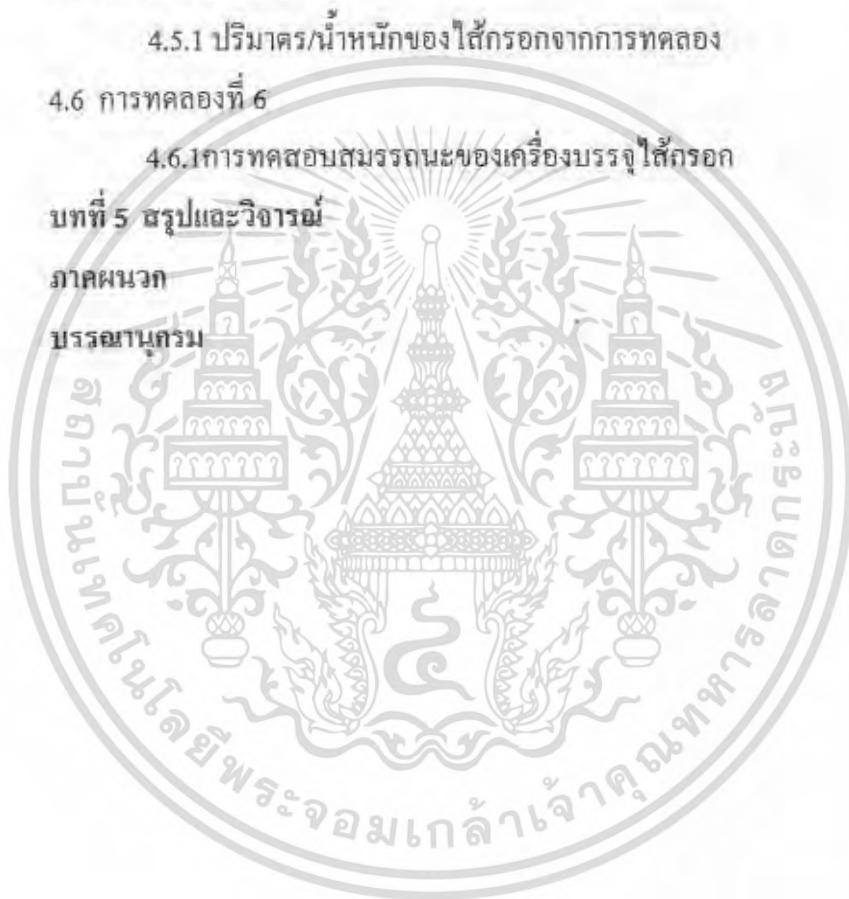 4.5.1 ปริมาตร/น้ำหนักของไส้กรอกจากการทดลอง
4.6 การทดลองที่ 6
4.6.1การทดสอบสมรรถนะของเครื่องบรรจุไส้กรอก
บทที่ 5 สรุปและวิจารณ์
ภาคผนวก
บรรณานุกรม
สถาบันเทคโนโลยีพระจอมเกล้าเจ้าคุณทหารลาดกระบัง